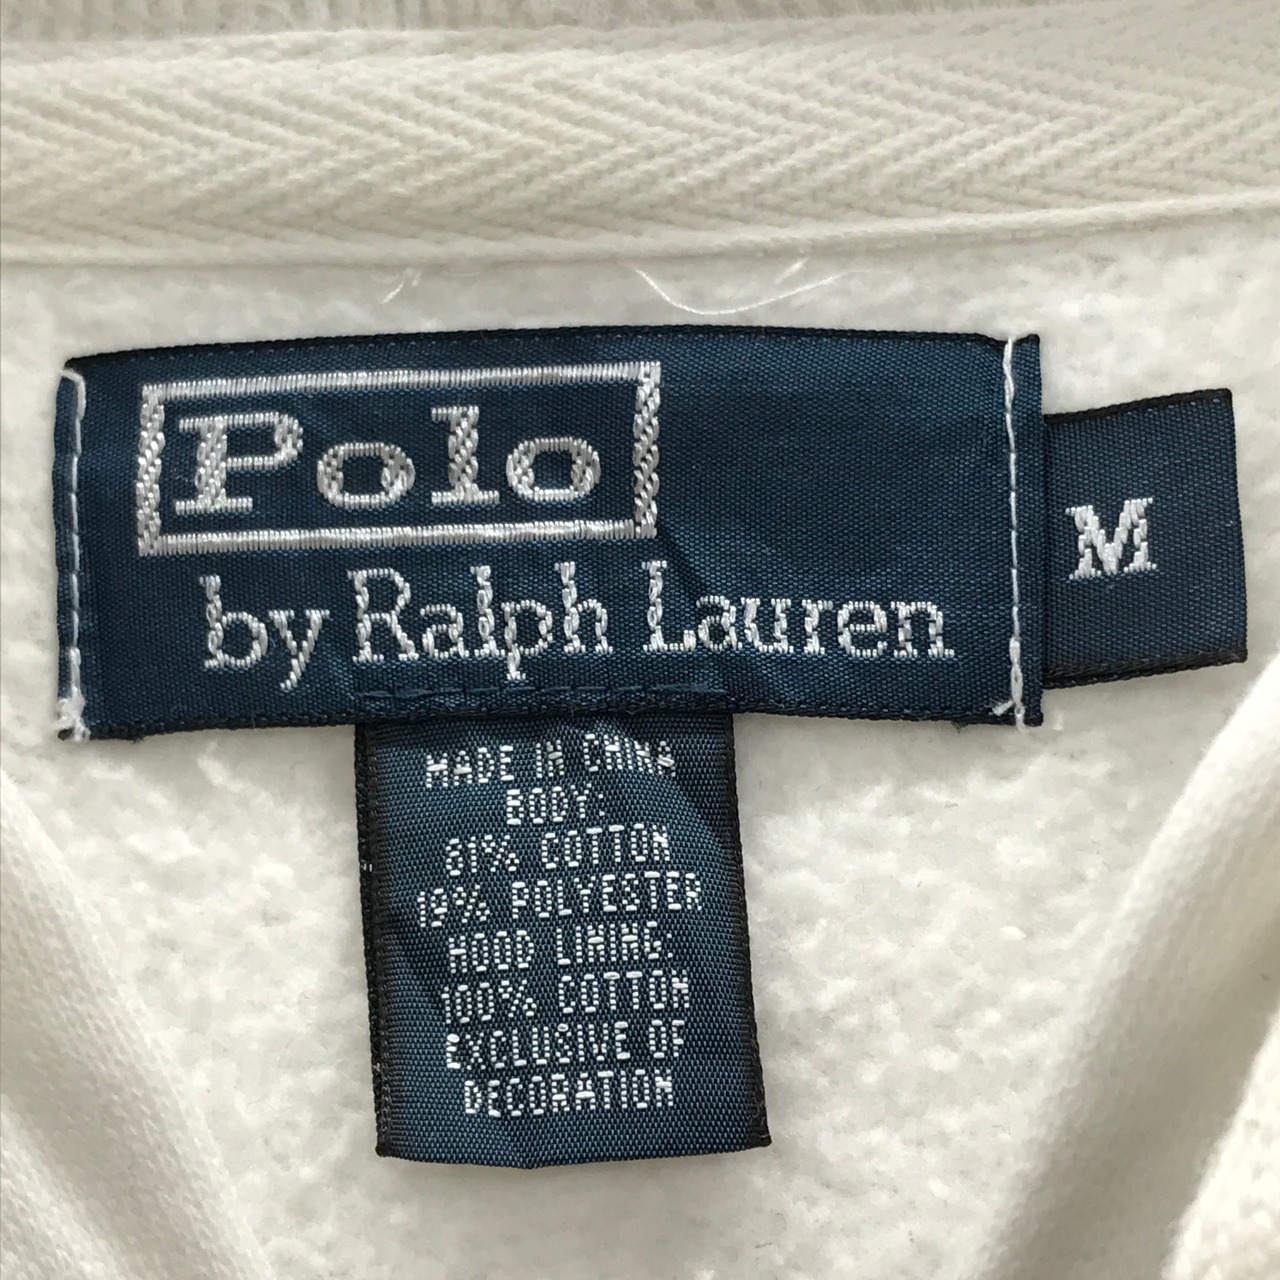 Polo
by Ralph Lauren
M
MADE IN CHINA
BODY:
81% COTTON
19% POLYESTER
HOOD LINING:
100% COTTON
EXCLUSIVE OF
DECORATION